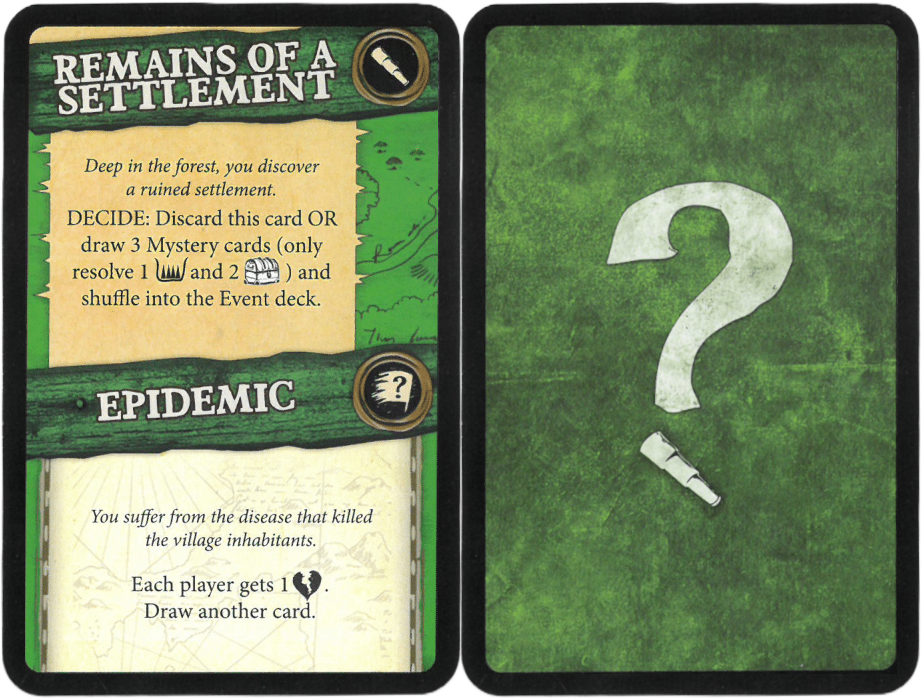 REMAINS OF A
SETTLEMENT
Deep in the forest, you discover
a ruined settlement.
DECIDE: Discard this card OR
draw 3 Mystery cards (only
resolve 1 and 2 ) and
shuffle into the Event deck.
?
EPIDEMIC
You suffer from the disease that killed
the village inhabitants.
Each player gets 1 .
Draw another card.
?